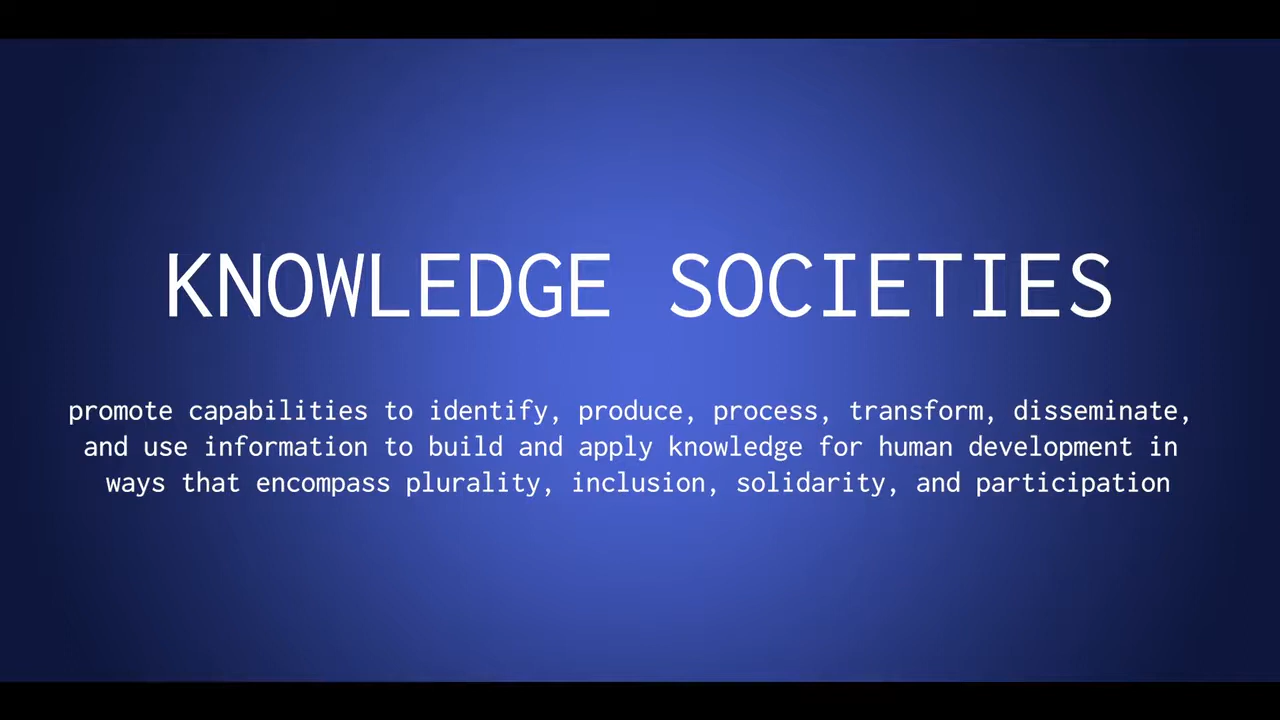 KNOWLEDGE SOCIETIES
promote capabilities to identify, produce, process, transform, disseminate,
and use information to build and apply knowledge for human development in
ways that encompass plurality, inclusion, solidarity, and participation